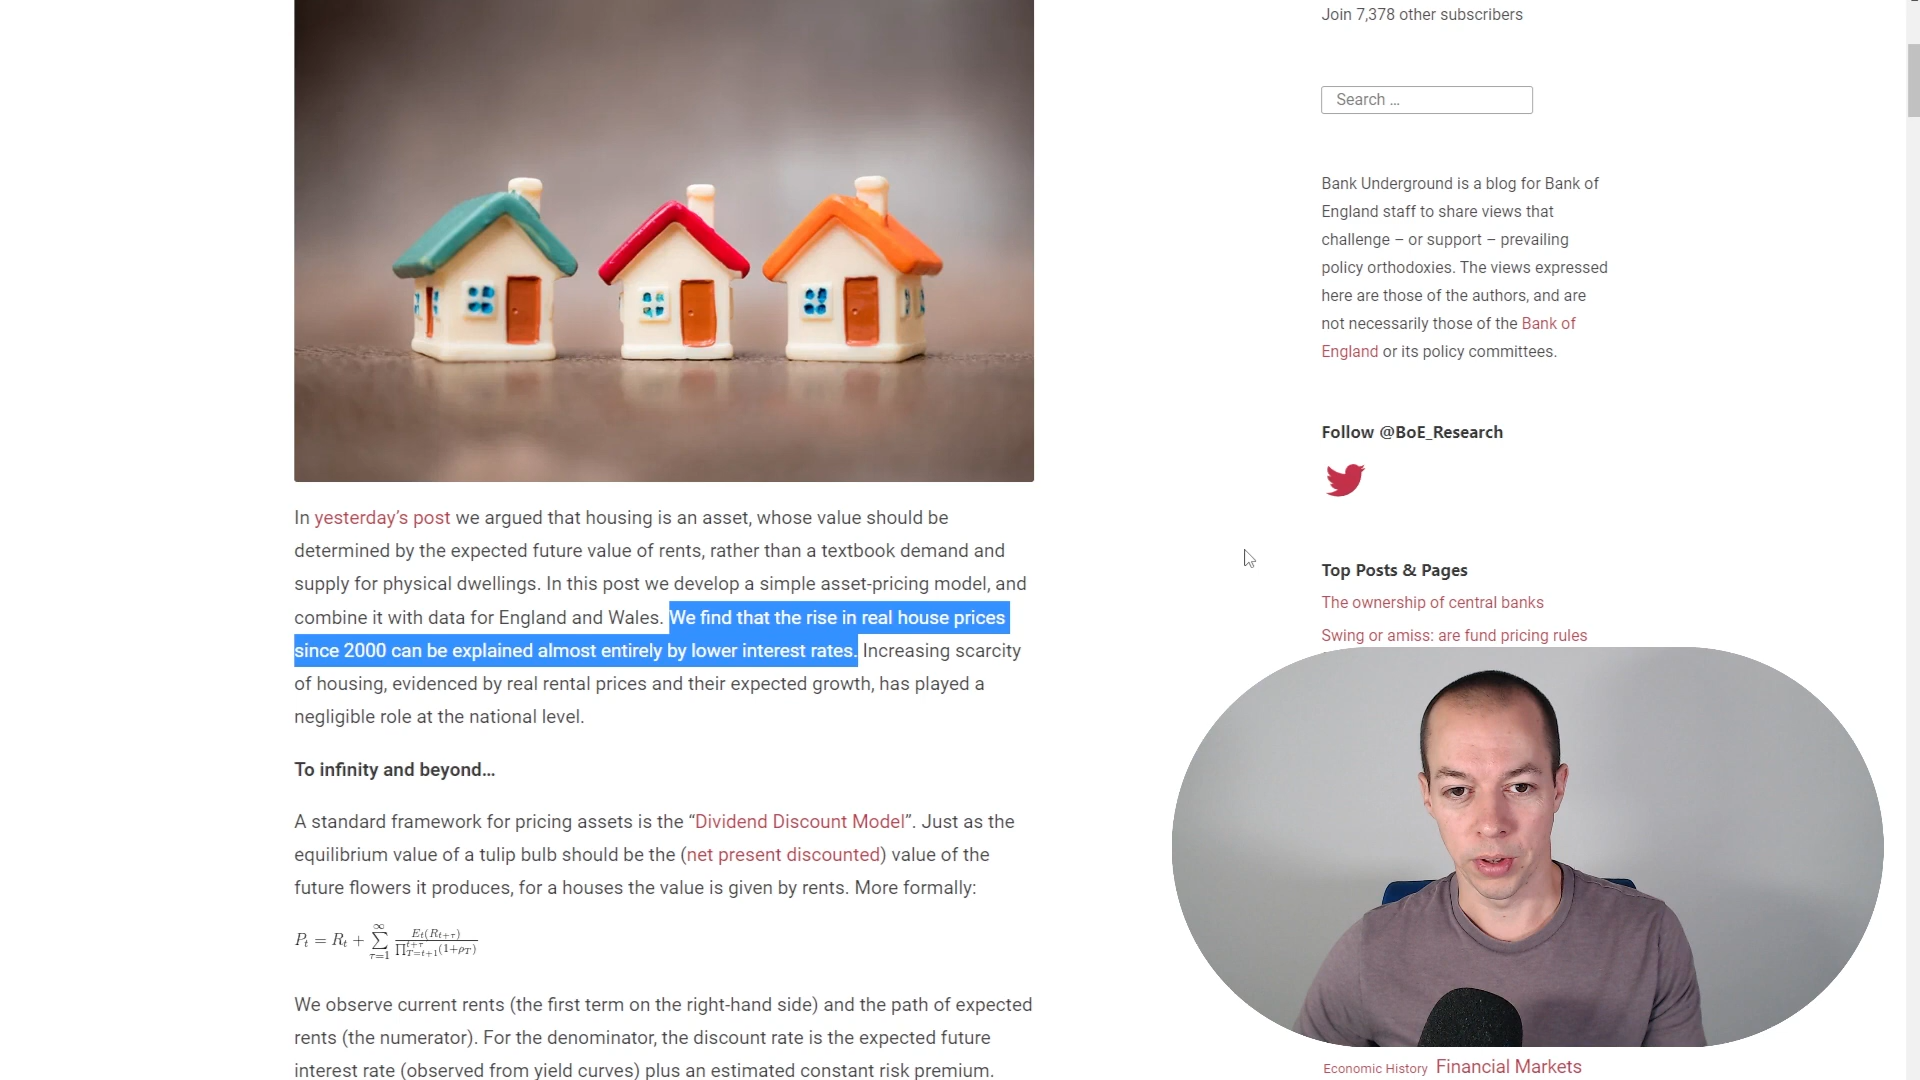 Join 7,378 other subscribers
Search ...
Bank Underground is a blog for Bank of
England staff to share views that
challenge – or support – prevailing
policy orthodoxies. The views expressed
here are those of the authors, and are
not necessarily those of the Bank of
England or its policy committees.
Follow @BoE_Research
Top Posts & Pages
The ownership of central banks
Swing or amiss: are fund pricing rules
In yesterday’s post we argued that housing is an asset, whose value should be
determined by the expected future value of rents, rather than a textbook demand and
supply for physical dwellings. In this post we develop a simple asset-pricing model, and
combine it with data for England and Wales. We find that the rise in real house prices
since 2000 can be explained almost entirely by lower interest rates. Increasing scarcity
of housing, evidenced by real rental prices and their expected growth, has played a
negligible role at the national level.
To infinity and beyond…
A standard framework for pricing assets is the “Dividend Discount Model”. Just as the
equilibrium value of a tulip bulb should be the (net present discounted) value of the
future flowers it produces, for a houses the value is given by rents. More formally:
P_t = R_t + ∑_{τ=1}^{∞} E_t(R_{t+τ}) / ∏_{T=t+1}^{t+τ}(1+ρ_T)
We observe current rents (the first term on the right-hand side) and the path of expected
rents (the numerator). For the denominator, the discount rate is the expected future
interest rate (observed from yield curves) plus an estimated constant risk premium.
Economic History Financial Markets